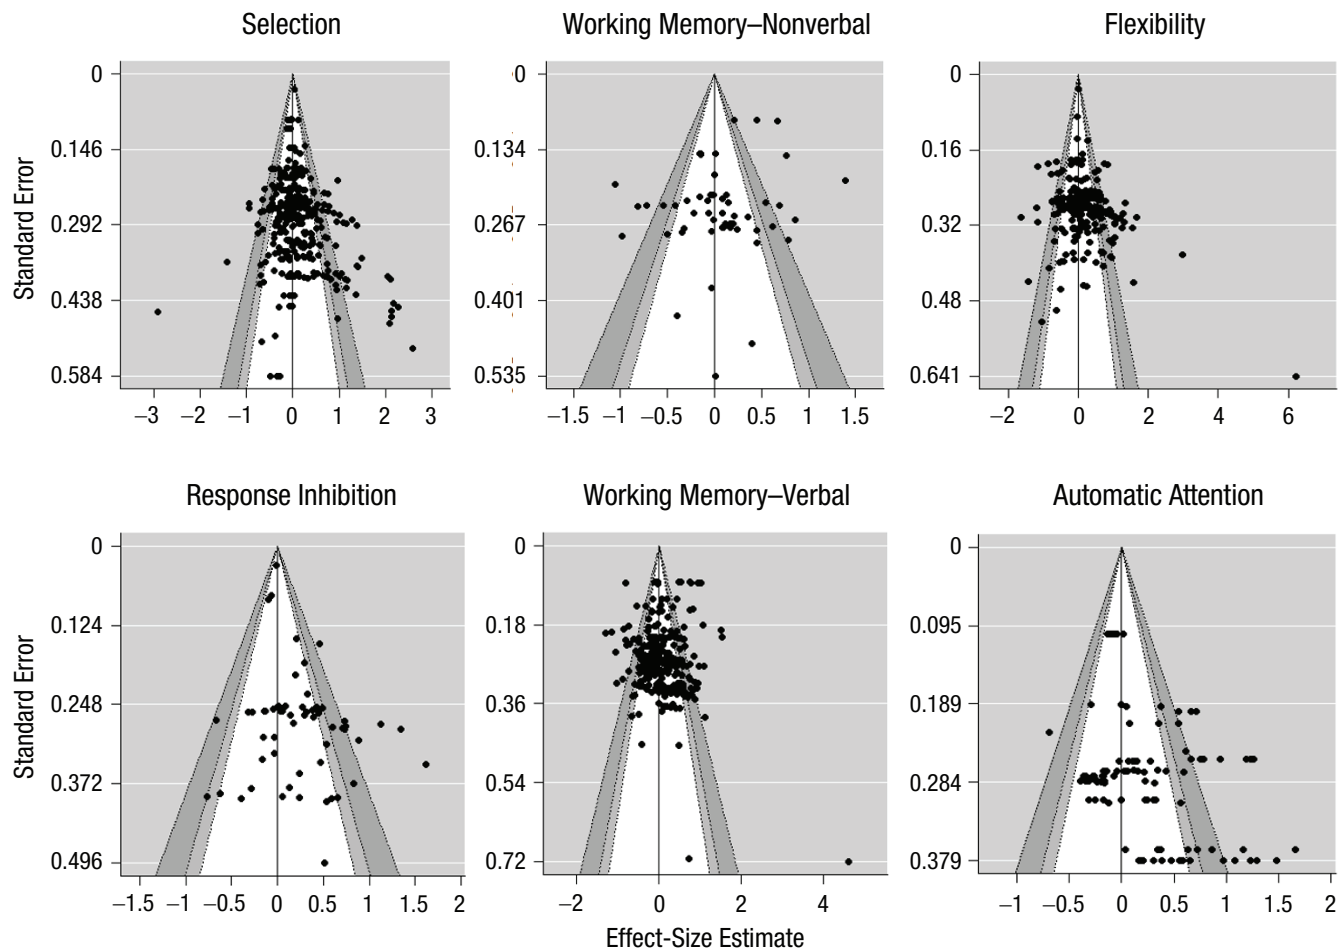 Selection
Working Memory–Nonverbal
Flexibility
Standard Error
0
0.146
0.292
0.438
0.584
−3 −2 −1 0 1 2 3
0
0.134
0.267
0.401
0.535
−1.5 −1 −0.5 0 0.5 1 1.5
0
0.16
0.32
0.48
0.641
−2 0 2 4 6
Response Inhibition
Working Memory–Verbal
Automatic Attention
Standard Error
0
0.124
0.248
0.372
0.496
−1.5 −1 −0.5 0 0.5 1 1.5 2
0
0.18
0.36
0.54
0.72
−2 0 2 4
0
0.095
0.189
0.284
0.379
−1 −0.5 0 0.5 1 1.5 2
Effect-Size Estimate